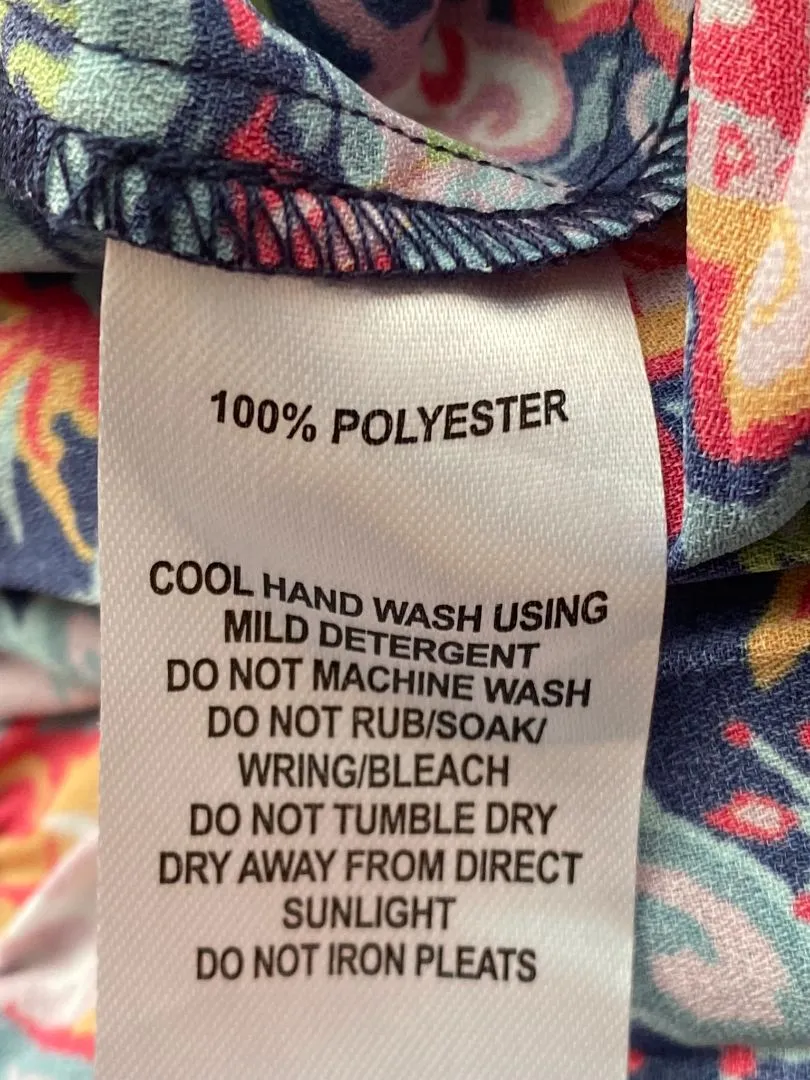 100% POLYESTER
COOL HAND WASH USING
MILD DETERGENT
DO NOT MACHINE WASH
DO NOT RUB/SOAK/
WRING/BLEACH
DO NOT TUMBLE DRY
DRY AWAY FROM DIRECT
SUNLIGHT
DO NOT IRON PLEATS